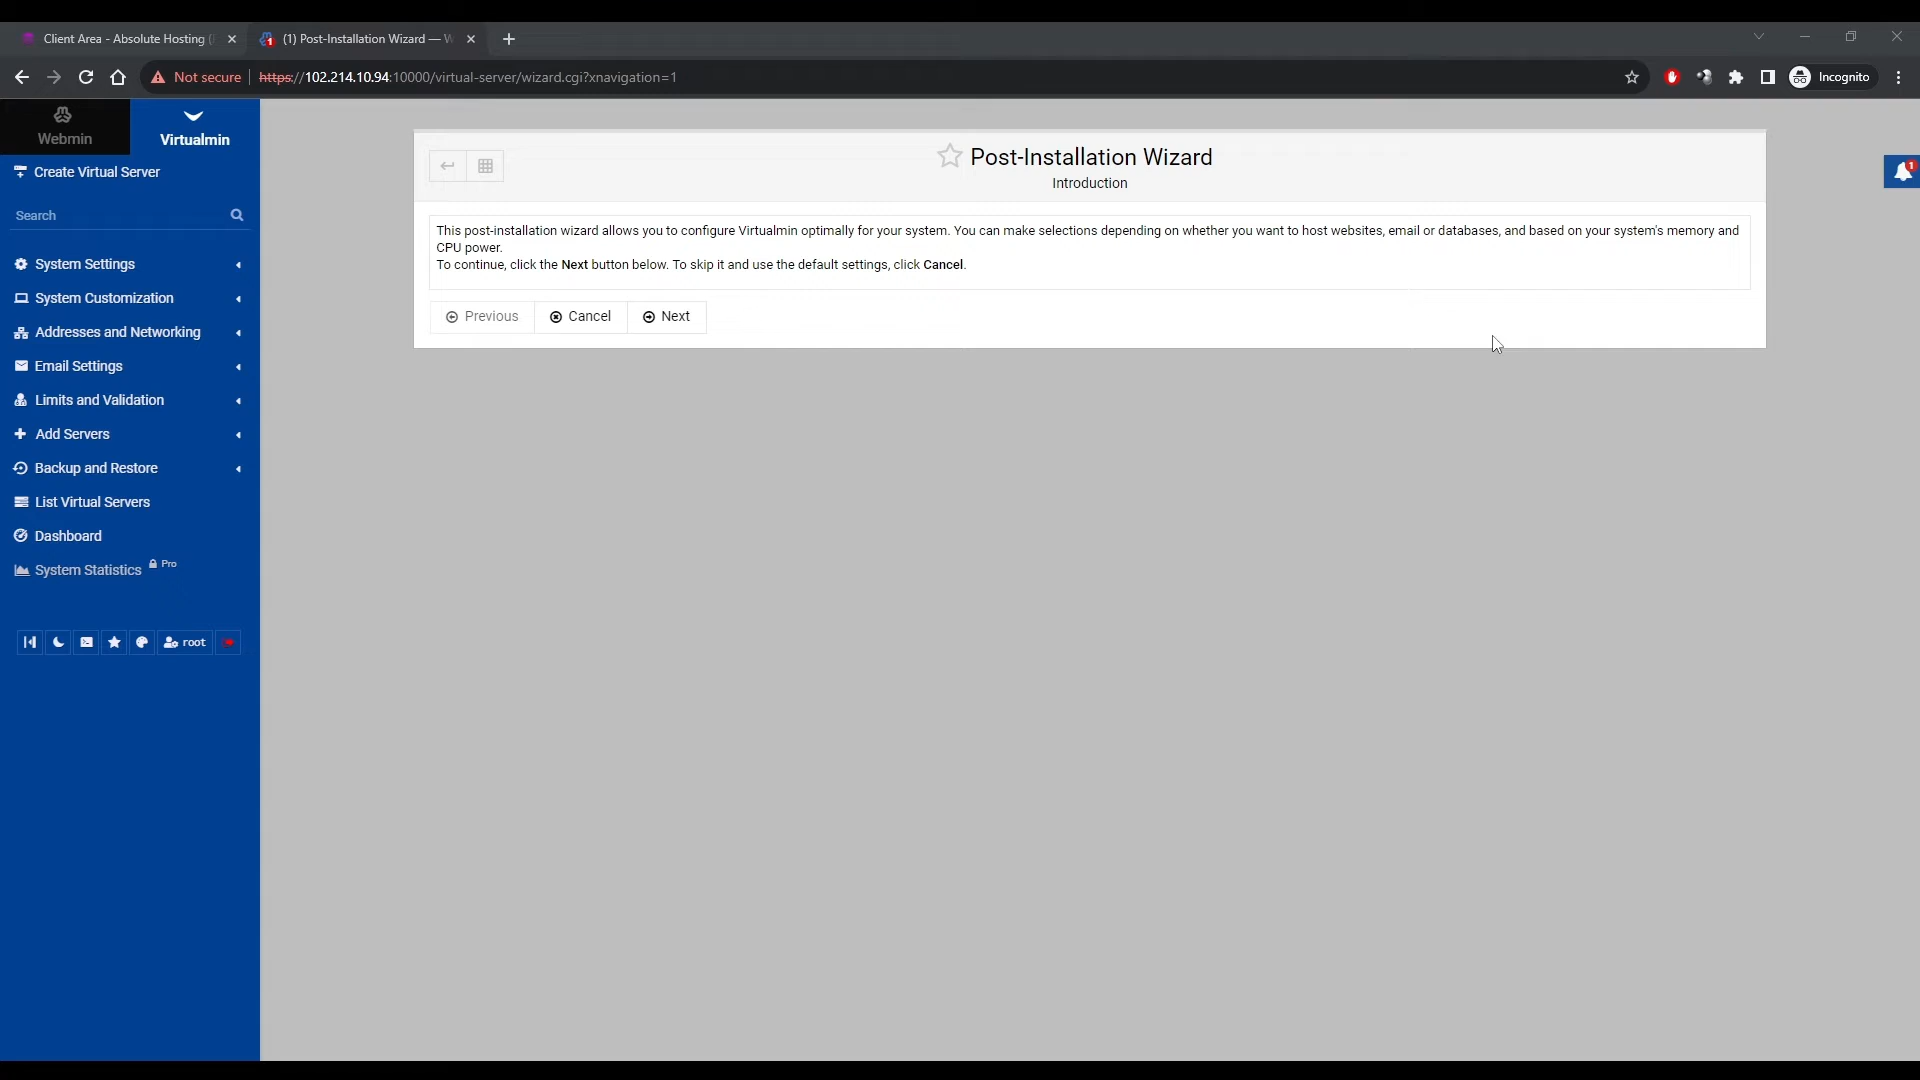 Client Area - Absolute Hosting (
(1) Post-Installation Wizard — W
Not secure
https://102.214.10.94:10000/virtual-server/wizard.cgi?xnavigation=1
Incognito
Webmin
Virtualmin
Create Virtual Server
Search
System Settings
System Customization
Addresses and Networking
Email Settings
Limits and Validation
Add Servers
Backup and Restore
List Virtual Servers
Dashboard
System Statistics Pro
root
Post-Installation Wizard
Introduction
This post-installation wizard allows you to configure Virtualmin optimally for your system. You can make selections depending on whether you want to host websites, email or databases, and based on your system's memory and
CPU power.
To continue, click the Next button below. To skip it and use the default settings, click Cancel.
Previous
Cancel
Next
1